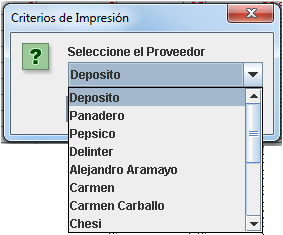 Criterios de Impresión
?
Seleccione el Proveedor
Deposito
Deposito
Panadero
Pepsico
Delinter
Alejandro Aramayo
Carmen
Carmen Carballo
Chesi